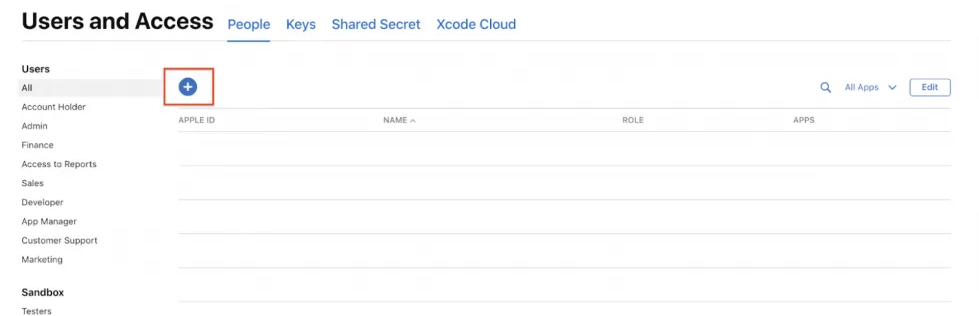 Users and Access People Keys Shared Secret Xcode Cloud
Users
All
Account Holder
Admin
Finance
Access to Reports
Sales
Developer
App Manager
Customer Support
Marketing
Sandbox
Testers
All Apps Edit
APPLE ID NAME ROLE APPS